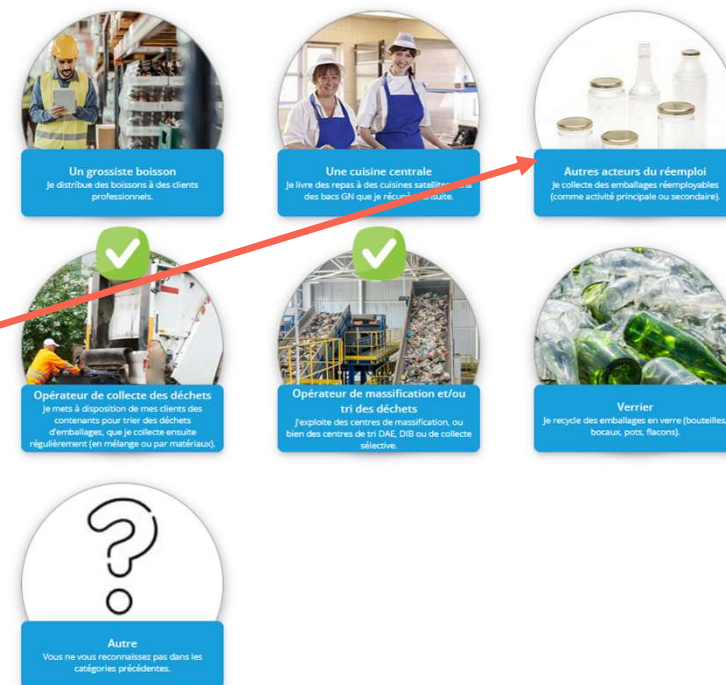 Un grossiste boisson
Je distribue des boissons à des clients
professionnels.
Une cuisine centrale
Je livre des repas à des cuisines satellites
des bacs GN que je récupère ensuite.
Autres acteurs du réemploi
Je collecte des emballages réemployables
(comme activité principale ou secondaire).
Opérateur de collecte des déchets
Je mets à disposition de mes clients des
contenants pour trier des déchets
d'emballages, que je collecte ensuite
régulièrement (en mélange ou par matériaux).
Opérateur de massification et/ou
tri des déchets
J'exploite des centres de massification, ou
bien des centres de tri DAE, DIB ou de collecte
sélective.
Verrier
Je recycle des emballages en verre (bouteilles,
bocaux, pots, flacons).
?
Autre
Vous ne vous reconnaissez pas dans les
catégories précédentes.